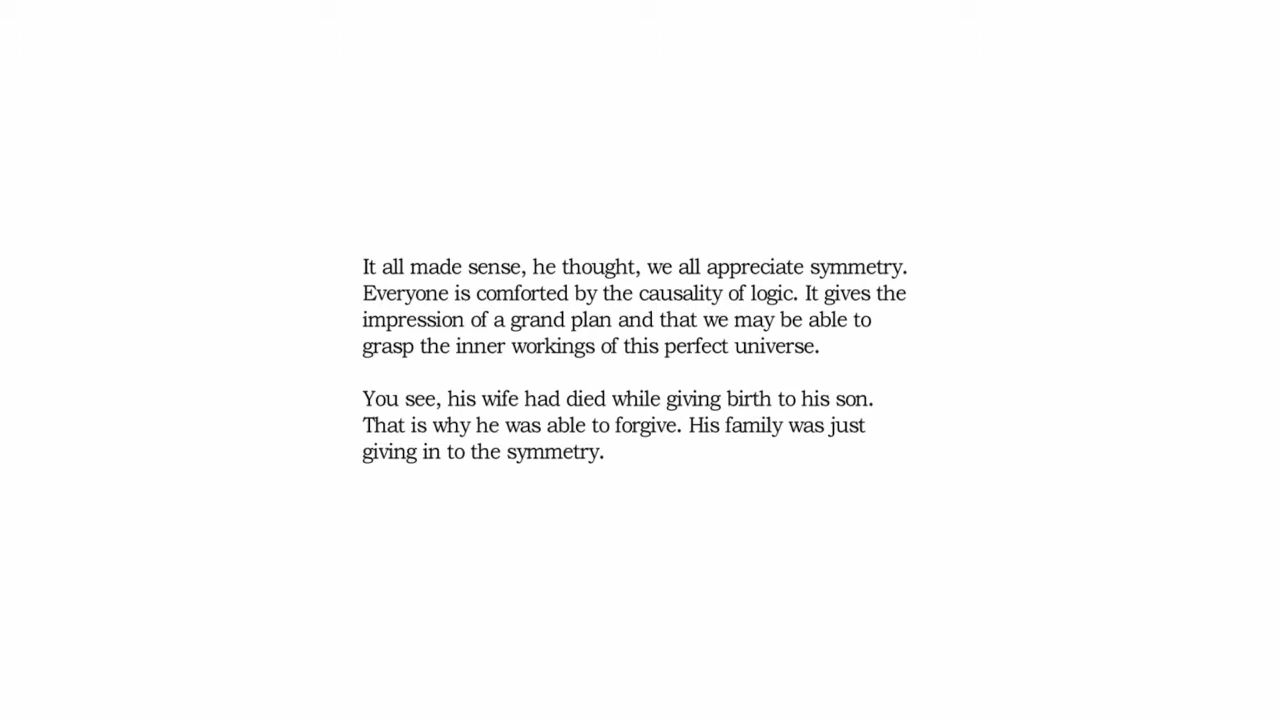 It all made sense, he thought, we all appreciate symmetry.
Everyone is comforted by the causality of logic. It gives the
impression of a grand plan and that we may be able to
grasp the inner workings of this perfect universe.
You see, his wife had died while giving birth to his son.
That is why he was able to forgive. His family was just
giving in to the symmetry.